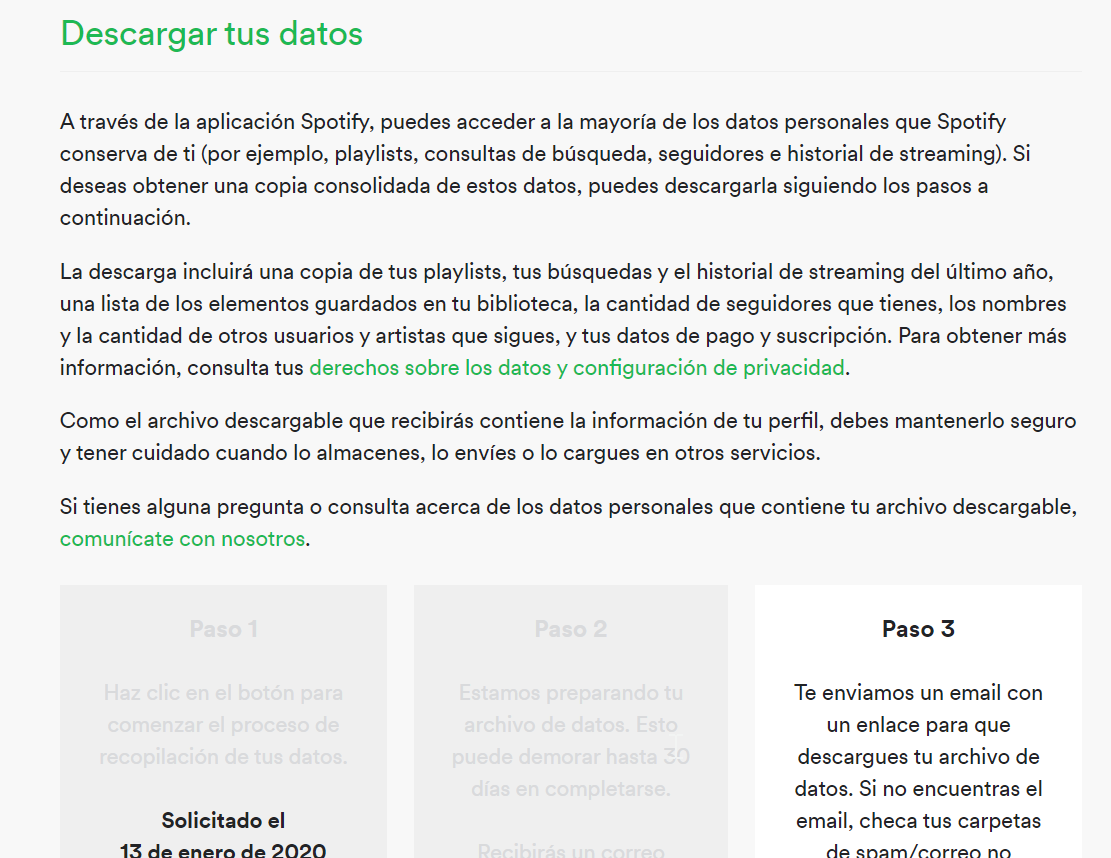 Descargar tus datos
A través de la aplicación Spotify, puedes acceder a la mayoría de los datos personales que Spotify
conserva de ti (por ejemplo, playlists, consultas de búsqueda, seguidores e historial de streaming). Si
deseas obtener una copia consolidada de estos datos, puedes descargarla siguiendo los pasos a
continuación.
La descarga incluirá una copia de tus playlists, tus búsquedas y el historial de streaming del último año,
una lista de los elementos guardados en tu biblioteca, la cantidad de seguidores que tienes, los nombres
y la cantidad de otros usuarios y artistas que sigues, y tus datos de pago y suscripción. Para obtener más
información, consulta tus derechos sobre los datos y configuración de privacidad.
Como el archivo descargable que recibirás contiene la información de tu perfil, debes mantenerlo seguro
y tener cuidado cuando lo almacenes, lo envíes o lo cargues en otros servicios.
Si tienes alguna pregunta o consulta acerca de los datos personales que contiene tu archivo descargable,
comunícate con nosotros.
Paso 1
Haz clic en el botón para
comenzar el proceso de
recopilación de tus datos.
Solicitado el
13 de enero de 2020
Paso 2
Estamos preparando tu
archivo de datos. Esto
puede demorar hasta 30
días en completarse.
Recibirás un correo
Paso 3
Te enviamos un email con
un enlace para que
descargues tu archivo de
datos. Si no encuentras el
email, checa tus carpetas
de spam/correo no